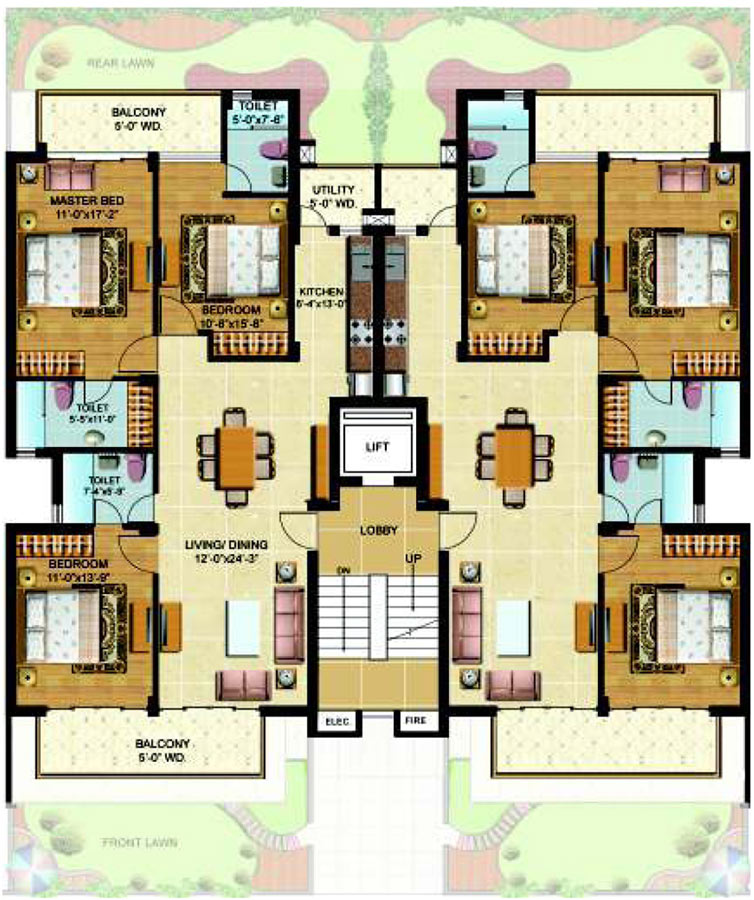 REAR LAWN
BALCONY
5'-0" WD.
TOILET
5'-0"x7'-6"
MASTER BED
11'-0"x17'-2"
UTILITY
5'-0" WD.
KITCHEN
8'-4"x13'-0"
BEDROOM
10'-8"x15'-8"
TOILET
5'-5"x11'-0"
LIFT
TOILET
7'-4"x5'-9"
LOBBY
LIVING/ DINING
12'-0"x24'-3"
UP
DN
BEDROOM
11'-0"x13'-9"
ELEC
FIRE
BALCONY
5'-0" WD.
FRONT LAWN